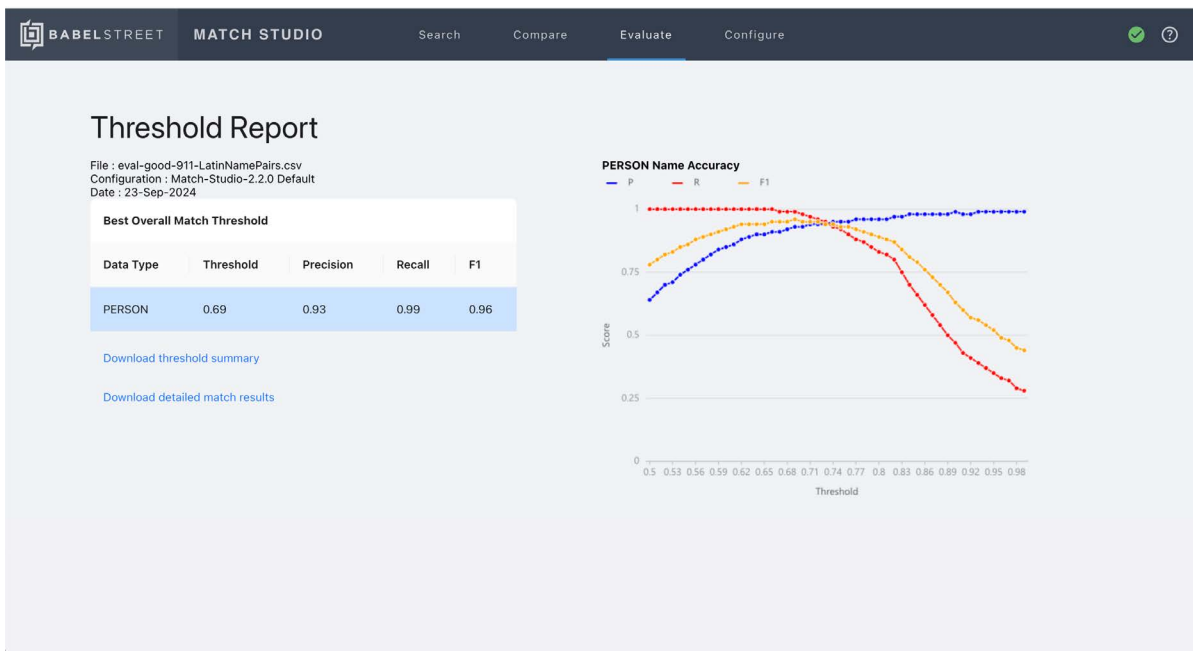 BABELSTREET MATCH STUDIO Search Compare Evaluate Configure
Threshold Report
File : eval-good-911-LatinNamePairs.csv
Configuration : Match-Studio-2.2.0 Default
Date : 23-Sep-2024
Best Overall Match Threshold
Data Type Threshold Precision Recall F1
PERSON 0.69 0.93 0.99 0.96
Download threshold summary
Download detailed match results
PERSON Name Accuracy
P R F1
1
0.75
0.5
0.25
0
Score
0.5 0.53 0.56 0.59 0.62 0.65 0.68 0.71 0.74 0.77 0.8 0.83 0.86 0.89 0.92 0.95 0.98
Threshold